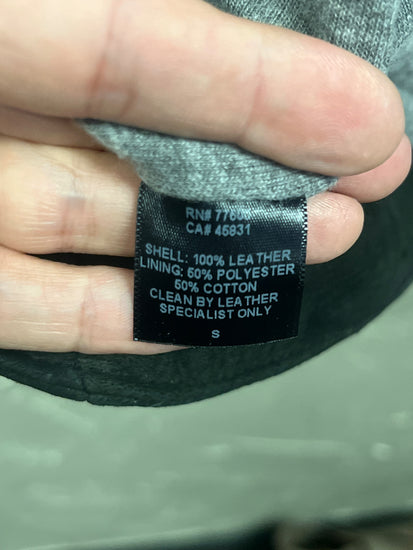 RN#
CA# 45831
SHELL: 100% LEATHER
LINING: 50% POLYESTER
50% COTTON
CLEAN BY LEATHER
SPECIALIST ONLY
S